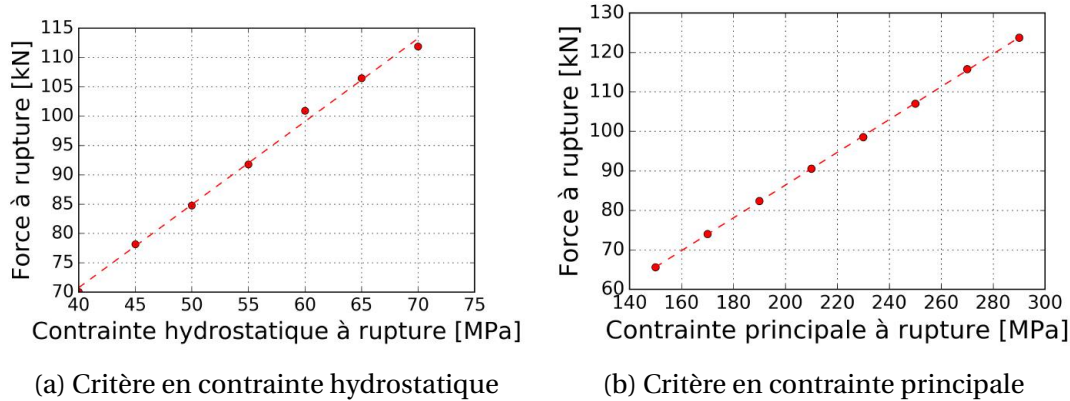 Force à rupture [kN]
115
110
105
100
95
90
85
80
75
70
40 45 50 55 60 65 70 75
Contrainte hydrostatique à rupture [MPa]
(a) Critère en contrainte hydrostatique
Force à rupture [kN]
130
120
110
100
90
80
70
60
140 160 180 200 220 240 260 280 300
Contrainte principale à rupture [MPa]
(b) Critère en contrainte principale